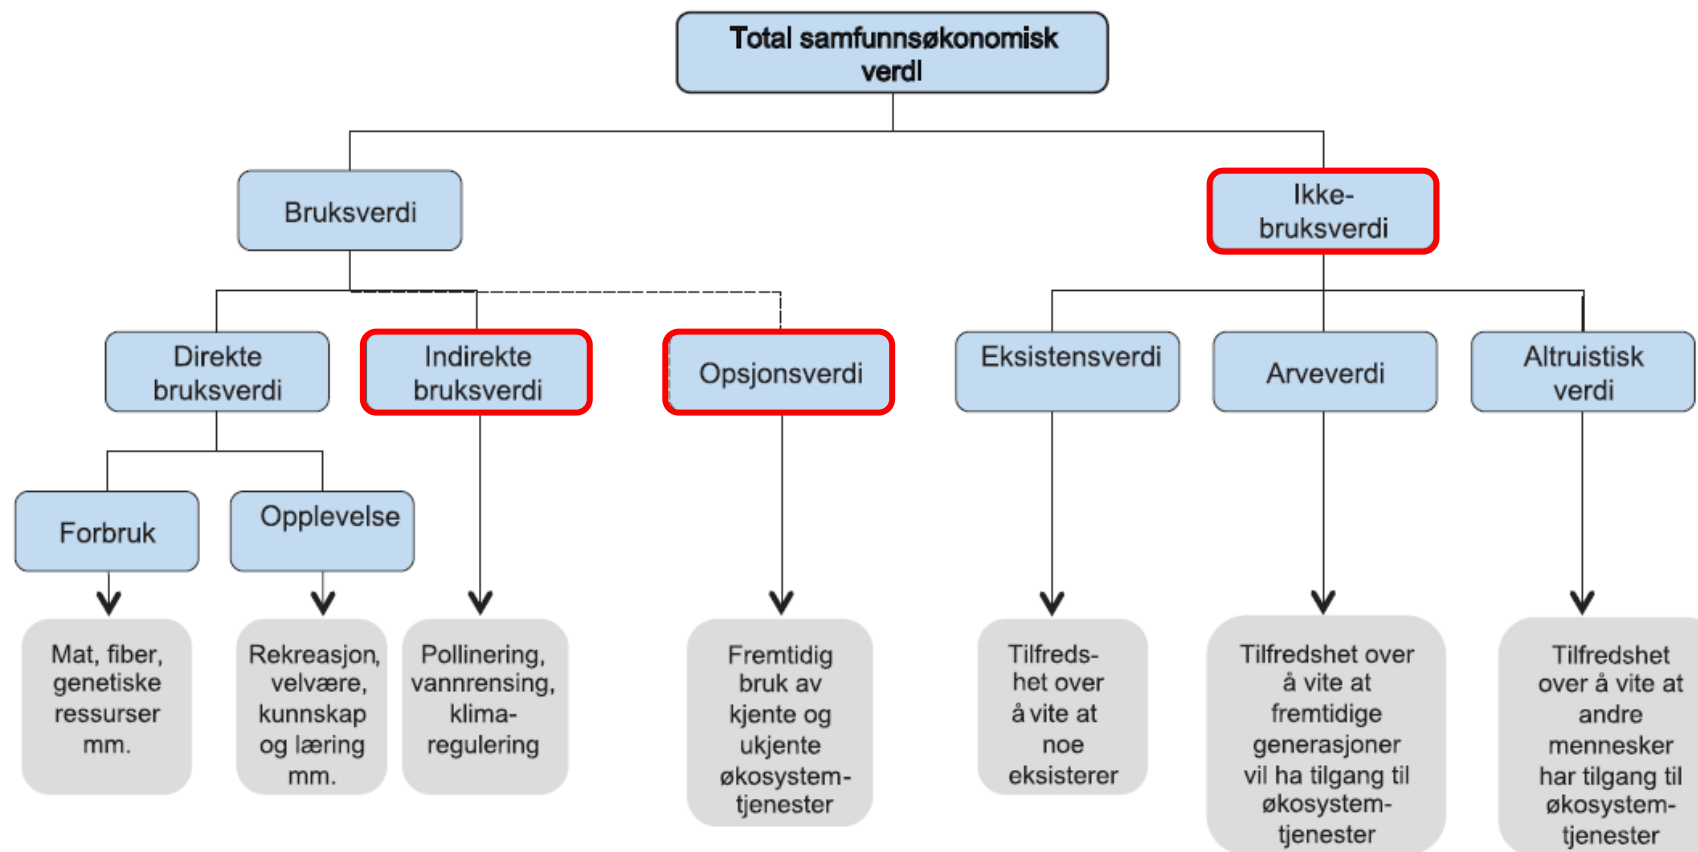 Total samfunnsøkonomisk
verdI
Bruksverdi
Ikke-
bruksverdi
Direkte
bruksverdi
Indirekte
bruksverdi
Opsjonsverdi
Eksistensverdi
Arveverdi
Altruistisk
verdi
Forbruk
Opplevelse
Mat, fiber,
genetiske
ressurser
mm.
Rekreasjon,
velvære,
kunnskap
og læring
mm.
Pollinering,
vannrensing,
klima-
regulering
Fremtidig
bruk av
kjente og
ukjente
økosystem-
tjenester
Tilfreds-
het over
å vite at
noe
eksisterer
Tilfredshet over
å vite at
fremtidige
generasjoner
vil ha tilgang til
økosystem-
tjenester
Tilfredshet
over å vite at
andre
mennesker
har tilgang til
økosystem-
tjenester